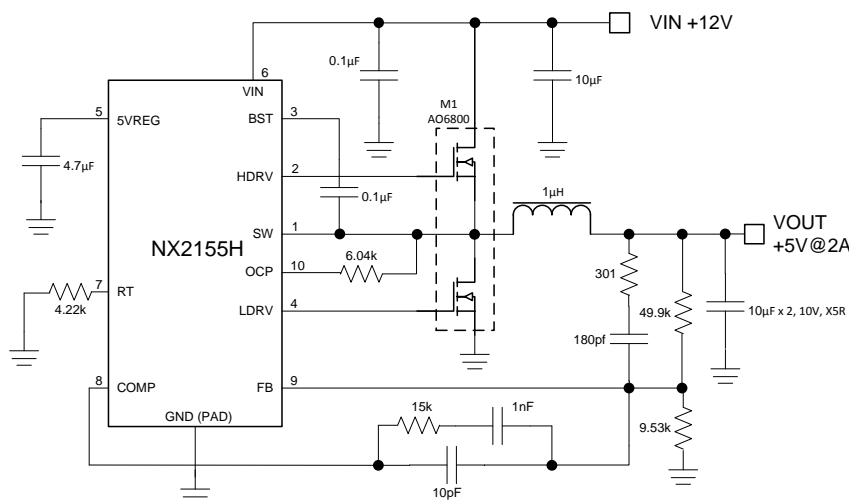 VIN +12V
0.1µF
10µF
6
VIN
M1
AO6800
5
5VREG
BST
3
4.7µF
HDRV
2
0.1µF
1µH
SW
1
VOUT
+5V@2A
NX2155H
6.04k
OCP
10
301
7
RT
4.22k
LDRV
4
49.9k
10µF x 2, 10V, X5R
180pf
8
COMP
FB
9
GND (PAD)
15k
1nF
9.53k
10pF